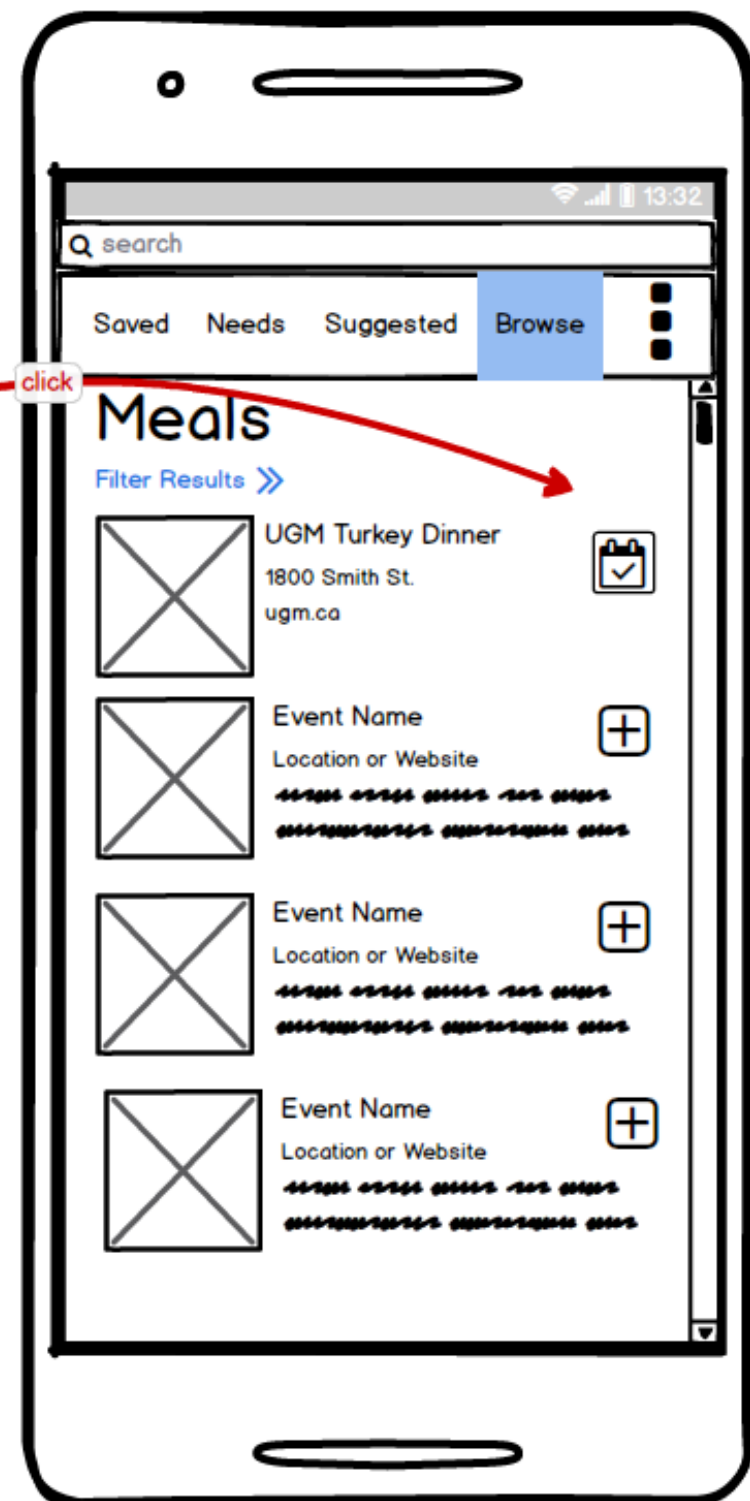 13:32
search
Saved Needs Suggested Browse
click
Meals
Filter Results
UGM Turkey Dinner
1800 Smith St.
ugm.ca
Event Name
Location or Website
Event Name
Location or Website
Event Name
Location or Website